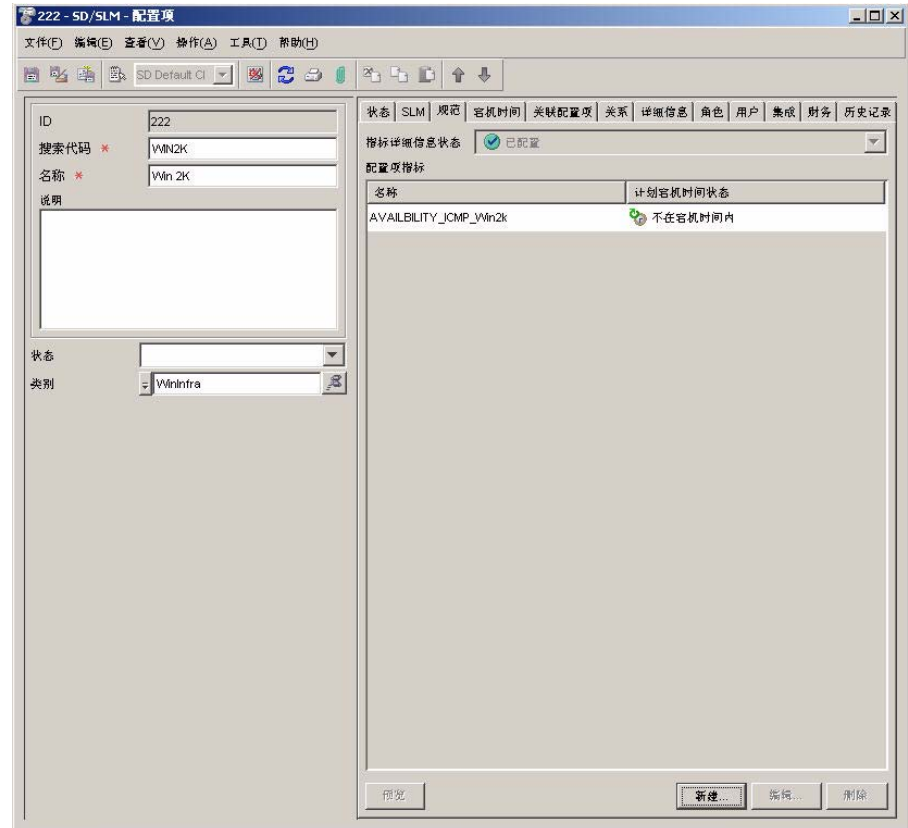 222 - SD/SLM - 配置项
文件(F) 编辑(E) 查看(V) 操作(A) 工具(T) 帮助(H)
SD Default CI
ID 222
搜索代码 * WIN2K
名称 * Win 2K
说明
状态
类别 WinInfra
状态 SLM 规范 宕机时间 关联配置项 关系 详细信息 角色 用户 集成 财务 历史记录
指标详细信息状态 已配置
配置项指标
名称 计划宕机时间状态
AVAILBILITY_ICMP_Win2k 不在宕机时间内
预览 新建... 编辑... 删除